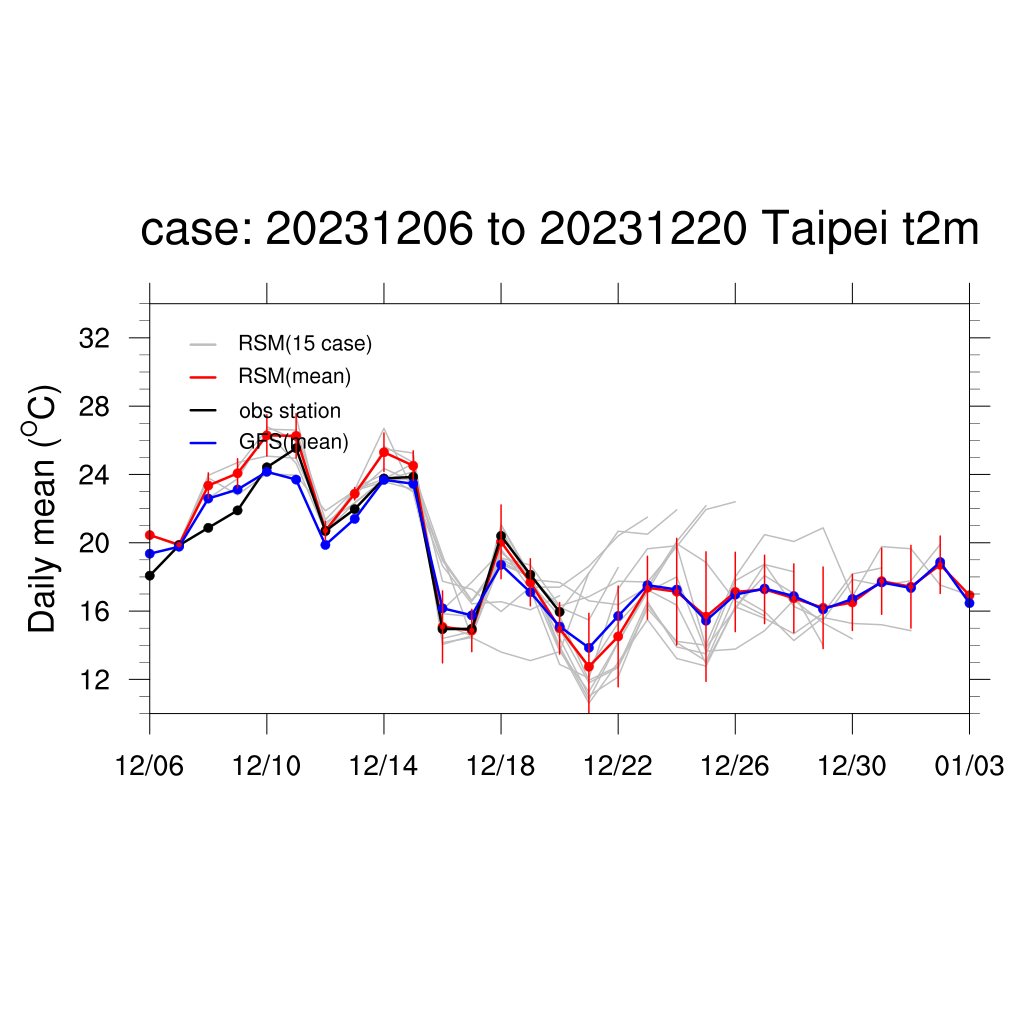 case: 20231206 to 20231220 Taipei t2m
Daily mean (°C)
32
28
24
20
16
12
RSM(15 case)
RSM(mean)
obs station
GFS(mean)
12/06 12/10 12/14 12/18 12/22 12/26 12/30 01/03